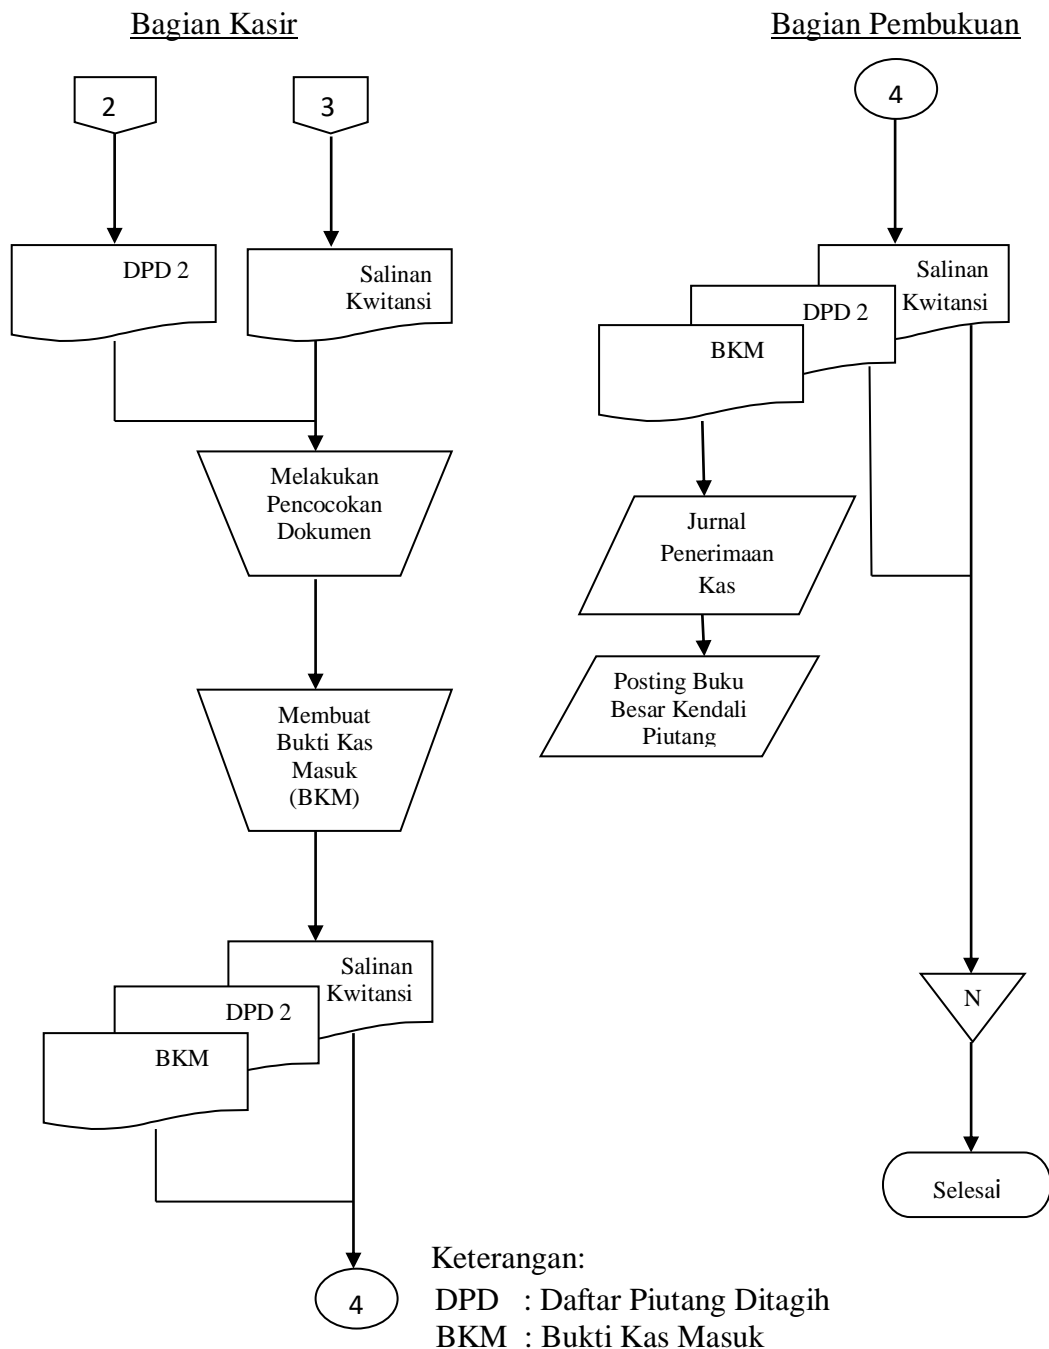 Bagian Kasir
2
3
DPD 2
Salinan
Kwitansi
Melakukan
Pencocokan
Dokumen
Membuat
Bukti Kas
Masuk
(BKM)
Salinan
Kwitansi
DPD 2
BKM
4
Bagian Pembukuan
4
Salinan
Kwitansi
DPD 2
BKM
Jurnal
Penerimaan
Kas
Posting Buku
Besar Kendali
Piutang
N
Selesai
Keterangan:
DPD : Daftar Piutang Ditagih
BKM : Bukti Kas Masuk